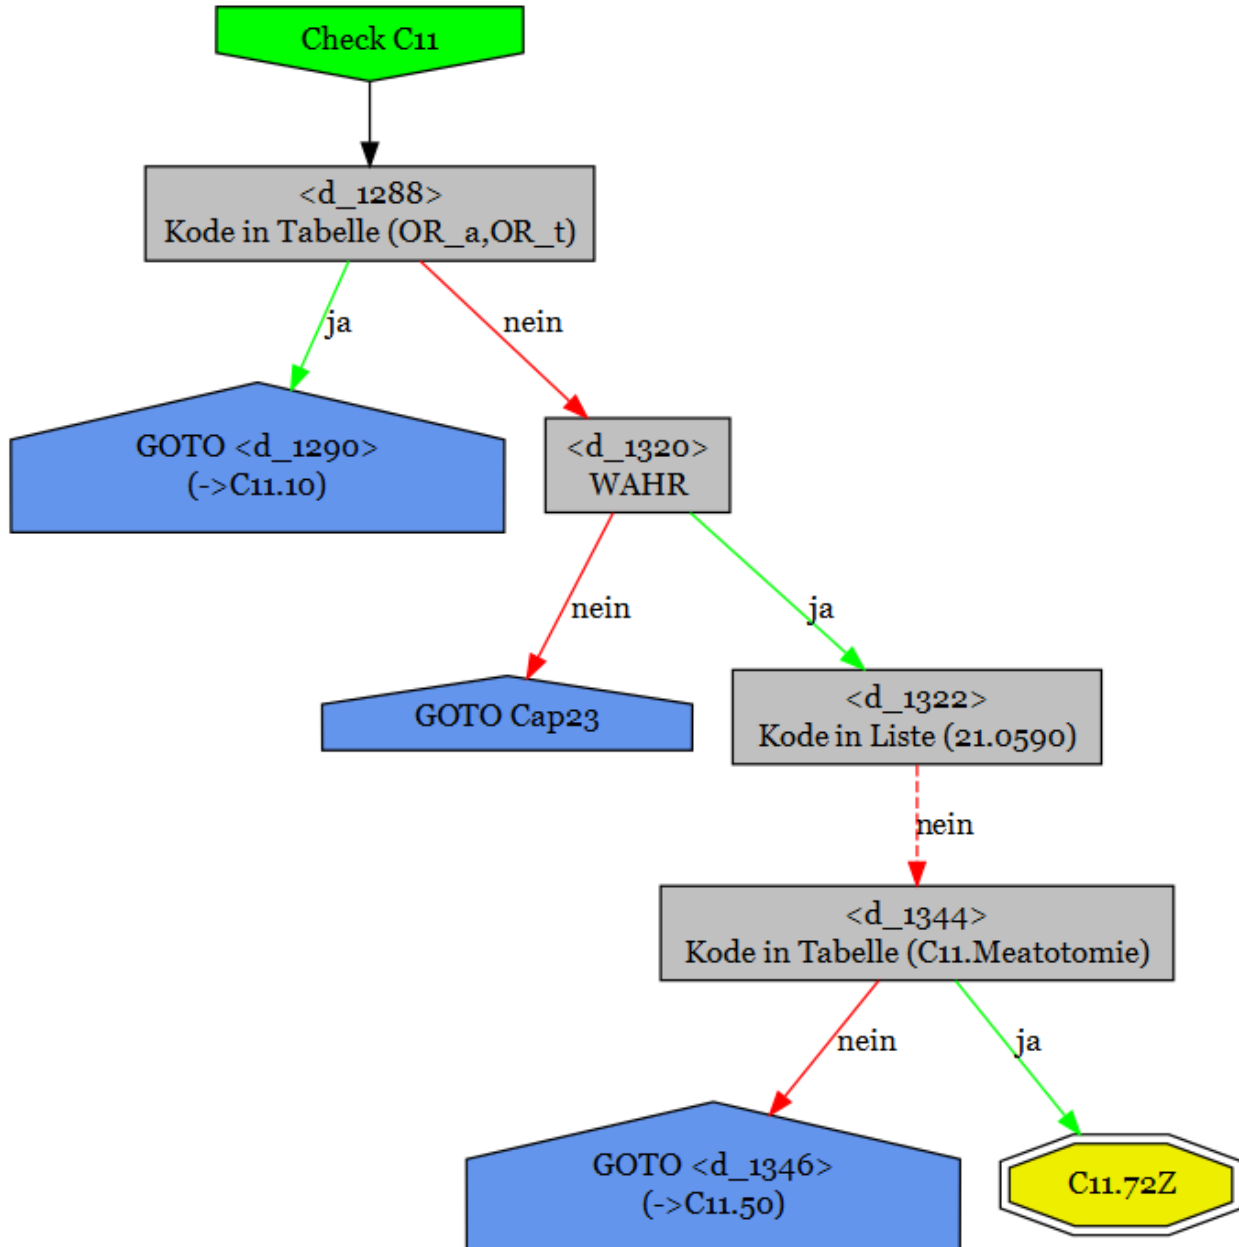 Check C11
<d_1288>
Kode in Tabelle (OR_a,OR_t)
ja
nein
GOTO <d_1290>
(->C11.10)
<d_1320>
WAHR
nein
ja
GOTO Cap23
<d_1322>
Kode in Liste (21.0590)
nein
<d_1344>
Kode in Tabelle (C11.Meatotomie)
nein
ja
GOTO <d_1346>
(->C11.50)
C11.72Z